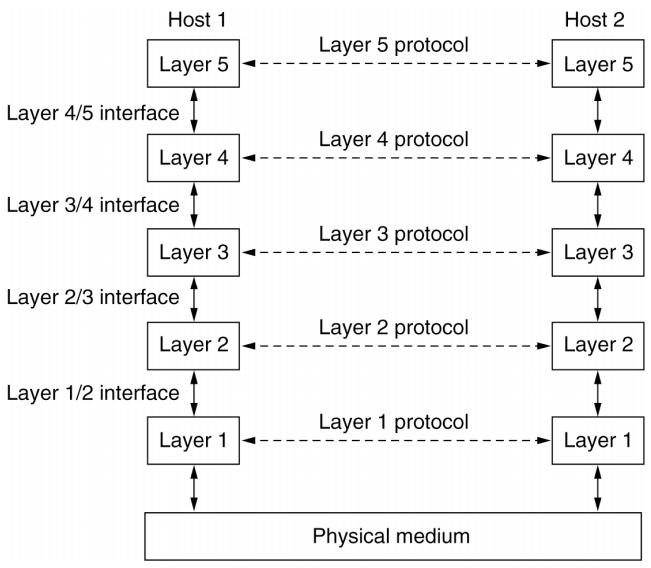 Host 1
Host 2
Layer 5 protocol
Layer 5
Layer 5
Layer 4/5 interface
Layer 4 protocol
Layer 4
Layer 4
Layer 3/4 interface
Layer 3 protocol
Layer 3
Layer 3
Layer 2/3 interface
Layer 2 protocol
Layer 2
Layer 2
Layer 1/2 interface
Layer 1 protocol
Layer 1
Layer 1
Physical medium